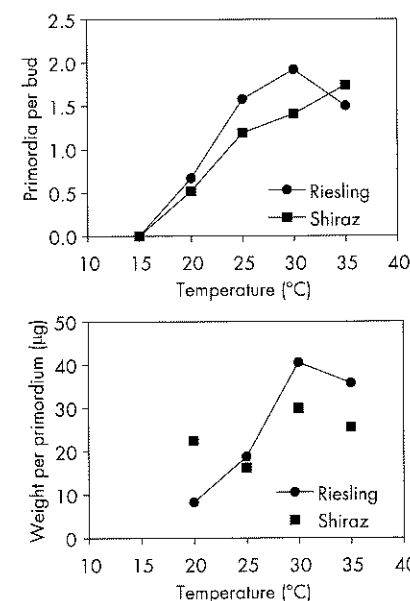 2.5
2.0
1.5
1.0
0.5
0.0
Primordia per bud
Riesling
Shiraz
10 15 20 25 30 35 40
Temperature (°C)
50
40
30
20
10
0
Weight per primordium (µg)
Riesling
Shiraz
10 15 20 25 30 35 40
Temperature (°C)